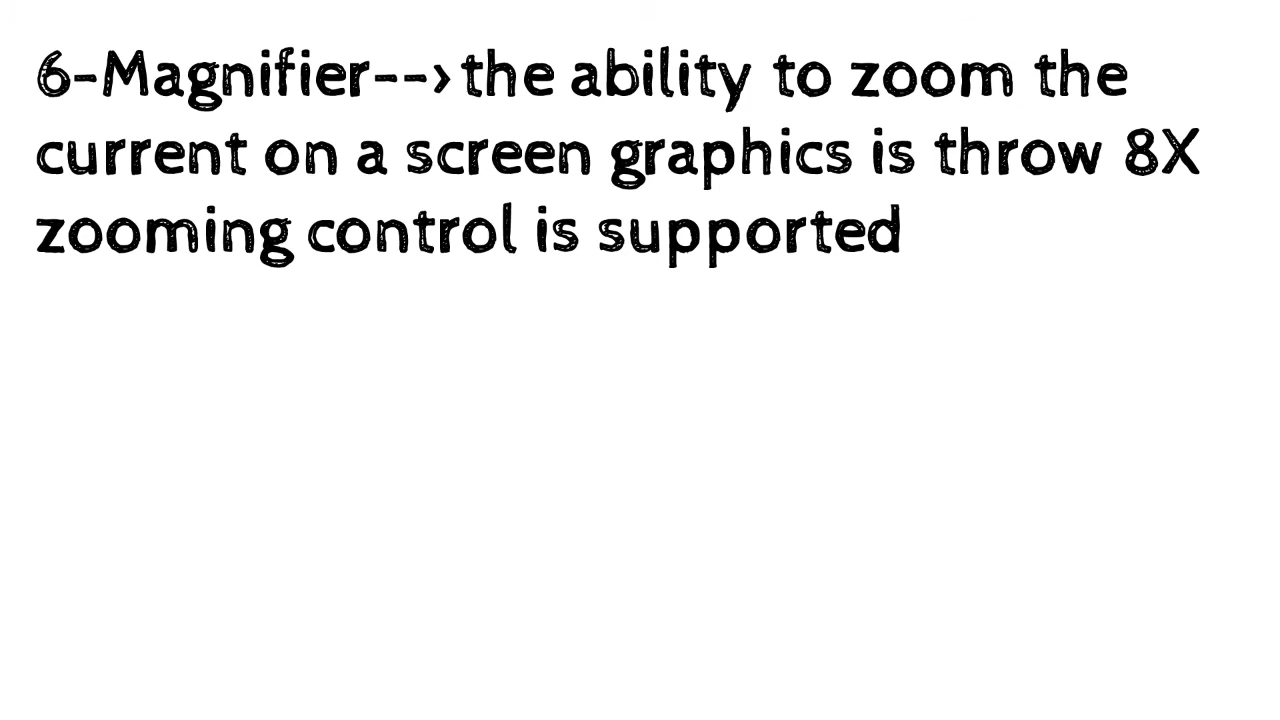 6-Magnifier-->the ability to zoom the
current on a screen graphics is throw 8X
zooming control is supported